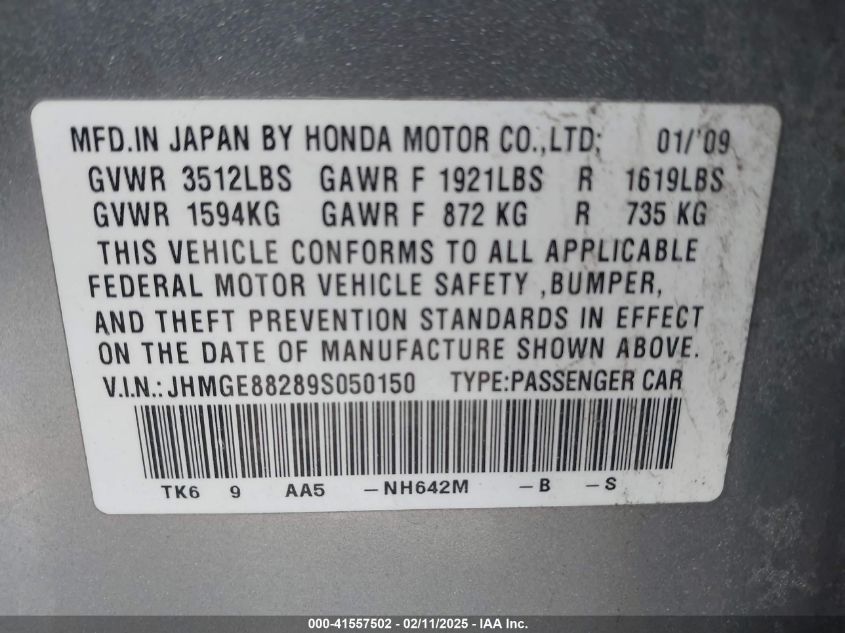 MFD.IN JAPAN BY HONDA MOTOR CO.,LTD; 01/'09
GVWR 3512LBS GAWR F 1921LBS R 1619LBS
GVWR 1594KG GAWR F 872 KG R 735 KG
THIS VEHICLE CONFORMS TO ALL APPLICABLE
FEDERAL MOTOR VEHICLE SAFETY ,BUMPER,
AND THEFT PREVENTION STANDARDS IN EFFECT
ON THE DATE OF MANUFACTURE SHOWN ABOVE.
V.I.N.: JHMGE88289S050150 TYPE:PASSENGER CAR
TK6 9 AA5 -NH642M -B -S
000-41557502 - 02/11/2025 - IAA Inc.